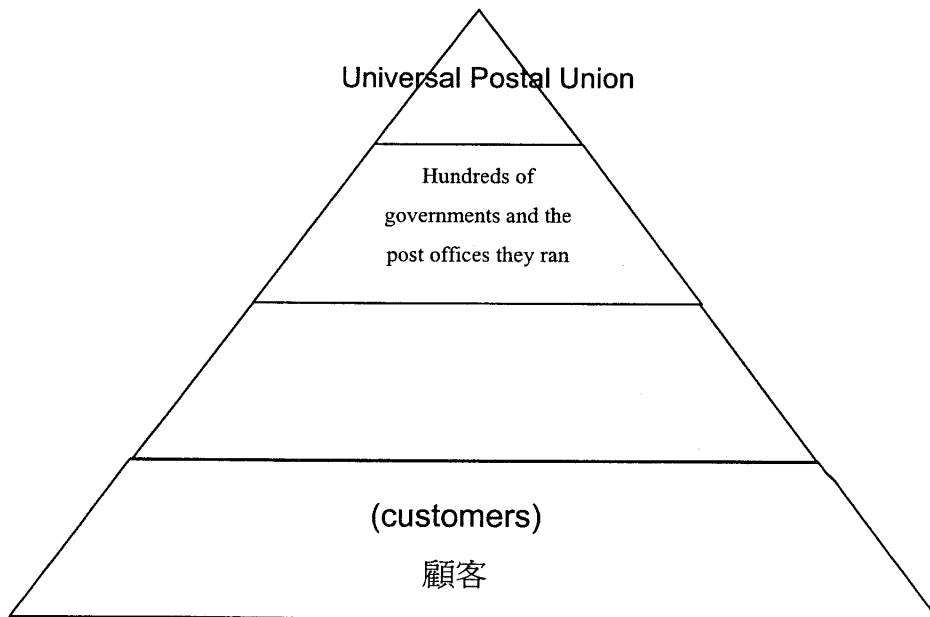 Universal Postal Union
Hundreds of
governments and the
post offices they ran
(customers)
顧客